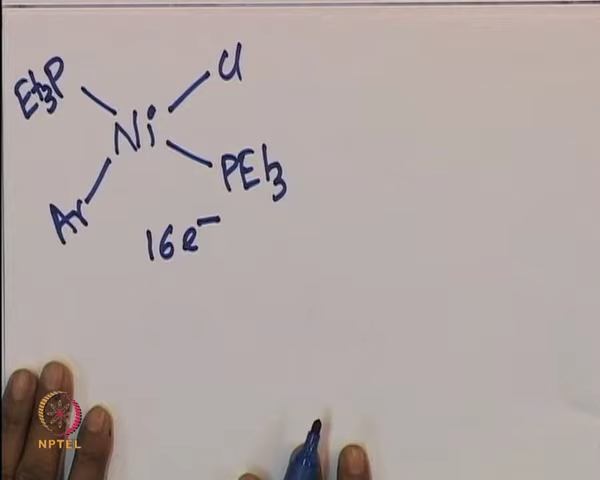 Et3P
Cl
Ni
Ar
PEt3
16e−
NPTEL